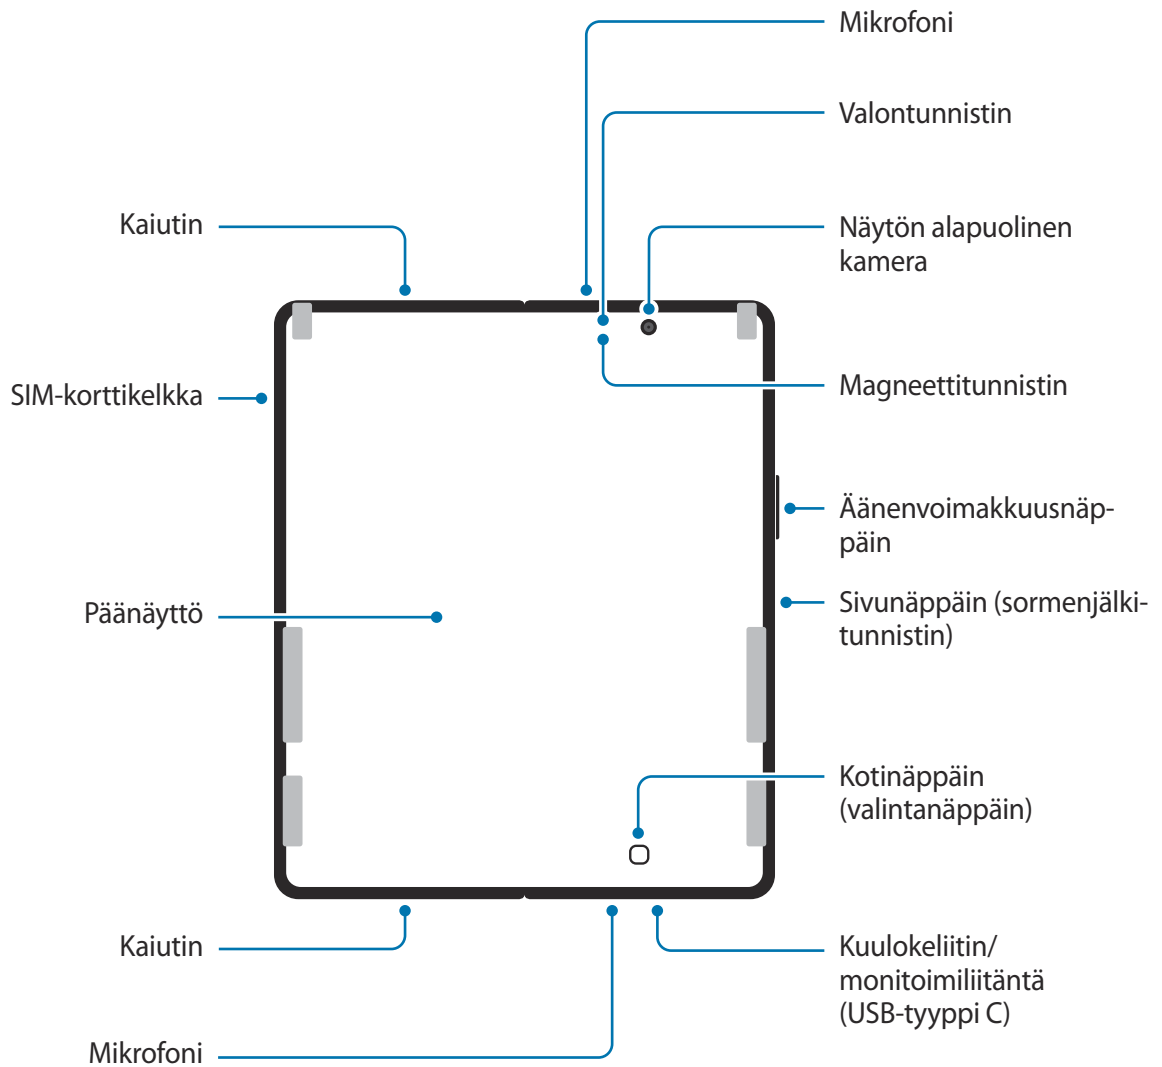 Mikrofoni
Valontunnistin
Kaiutin
Näytön alapuolinen
kamera
SIM-korttikelkka
Magneettitunnistin
Äänenvoimakkuusnäp-
päin
Päänäyttö
Sivunäppäin (sormenjälki-
tunnistin)
Kotinäppäin
(valintanäppäin)
Kaiutin
Kuulokeliitin/
monitoimiliitäntä
(USB-tyyppi C)
Mikrofoni